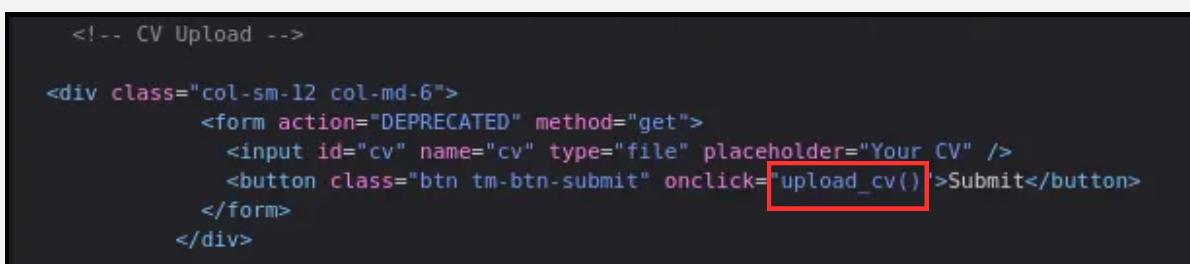 <!-- CV Upload -->
<div class="col-sm-12 col-md-6">
<form action="DEPRECATED" method="get">
<input id="cv" name="cv" type="file" placeholder="Your CV" />
<button class="btn tm-btn-submit" onclick="upload_cv()">Submit</button>
</form>
</div>